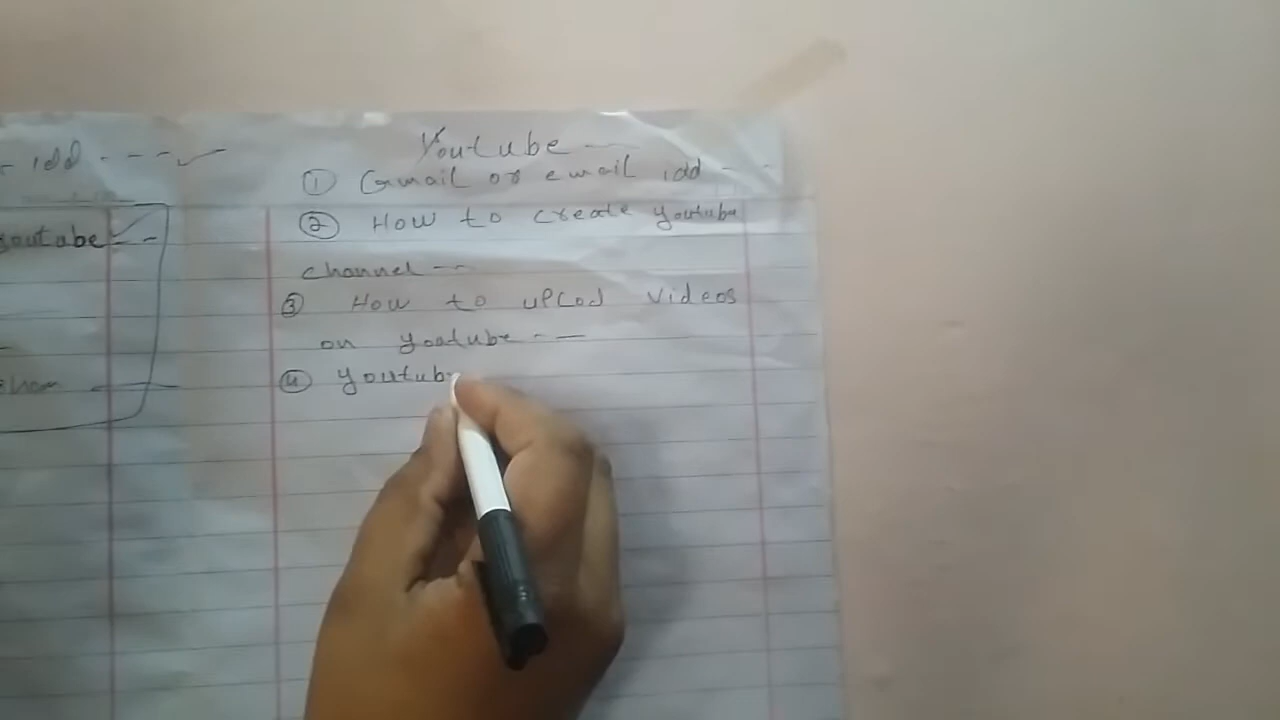 idd - - -
youtube - -
Youtube
① Gmail or email idd - -
② How to create youtube
channel - -
③ How to uplod videos
on youtube - -
④ youtub